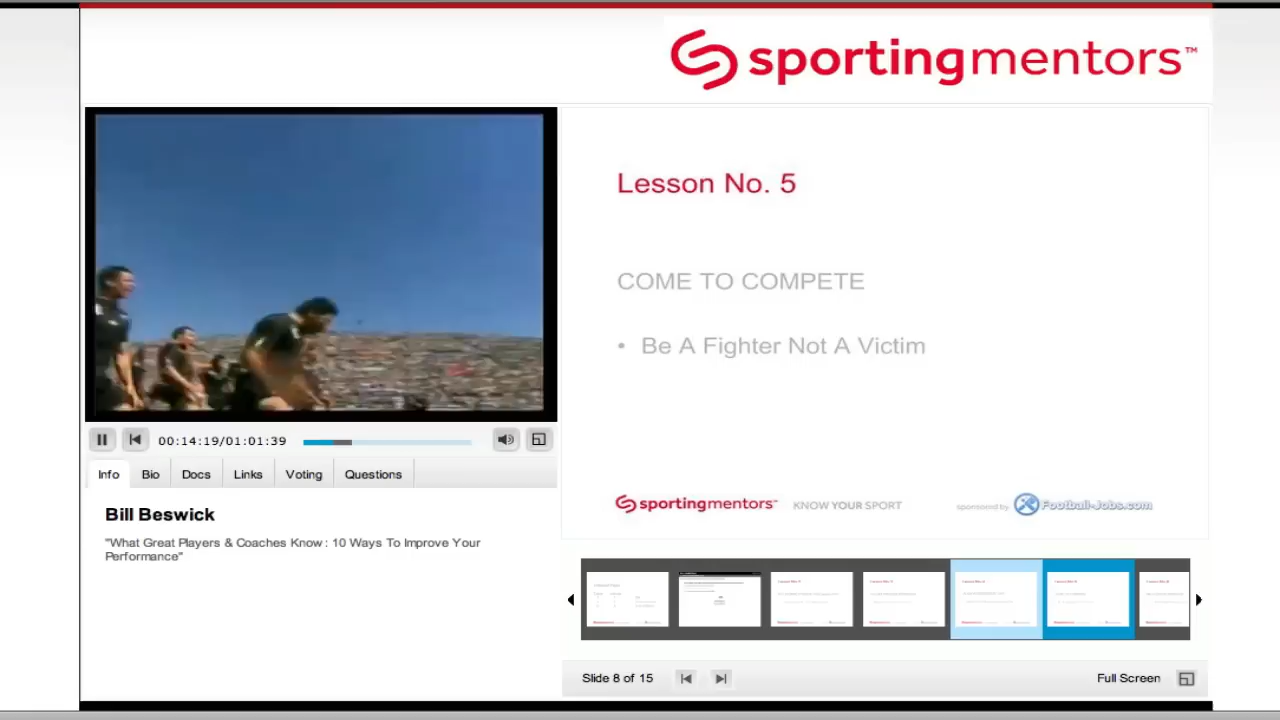 sportingmentors™
Lesson No. 5
COME TO COMPETE
• Be A Fighter Not A Victim
sportingmentors™ KNOW YOUR SPORT sponsored by Football-Jobs.com
00:14:19/01:01:39
Info Bio Docs Links Voting Questions
Bill Beswick
"What Great Players & Coaches Know : 10 Ways To Improve Your
Performance"
Slide 8 of 15
Full Screen